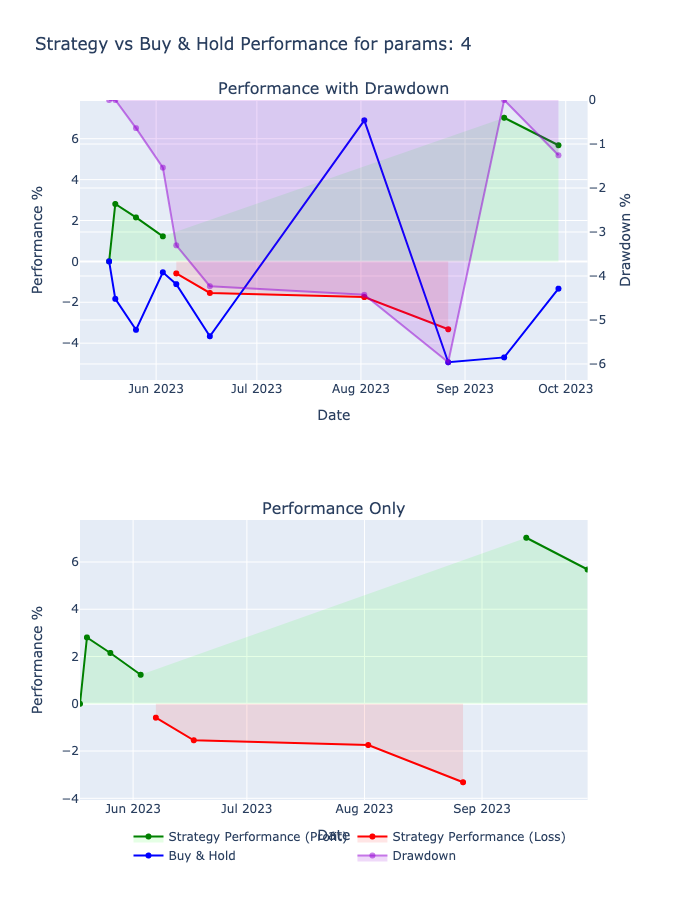 Strategy vs Buy & Hold Performance for params: 4
Performance with Drawdown
6
4
2
0
−2
−4
0
−1
−2
−3
−4
−5
−6
Performance %
Drawdown %
Jun 2023 Jul 2023 Aug 2023 Sep 2023 Oct 2023
Date
Performance Only
6
4
2
0
−2
−4
Performance %
Jun 2023 Jul 2023 Aug 2023 Sep 2023
Date
Strategy Performance (Profit) Strategy Performance (Loss)
Buy & Hold Drawdown